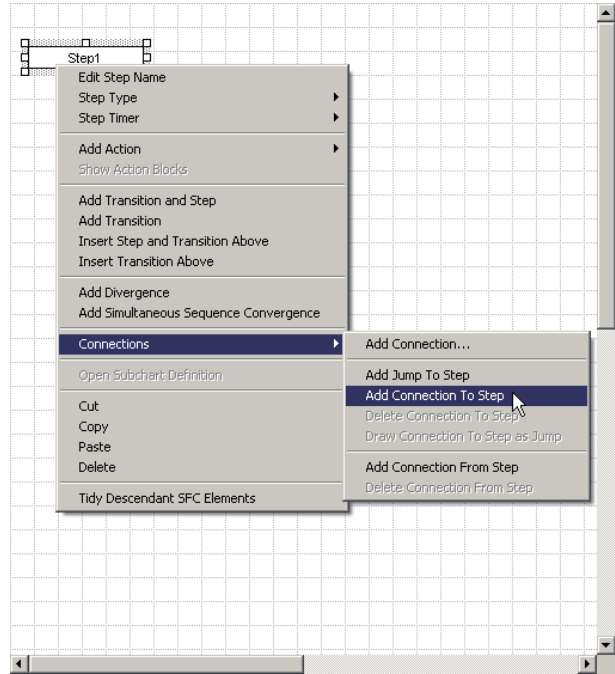 Step1
Edit Step Name
Step Type
Step Timer
Add Action
Show Action Blocks
Add Transition and Step
Add Transition
Insert Step and Transition Above
Insert Transition Above
Add Divergence
Add Simultaneous Sequence Convergence
Connections
Open Subchart Definition
Cut
Copy
Paste
Delete
Tidy Descendant SFC Elements
Add Connection...
Add Jump To Step
Add Connection To Step
Delete Connection To Step
Draw Connection To Step as Jump
Add Connection From Step
Delete Connection From Step